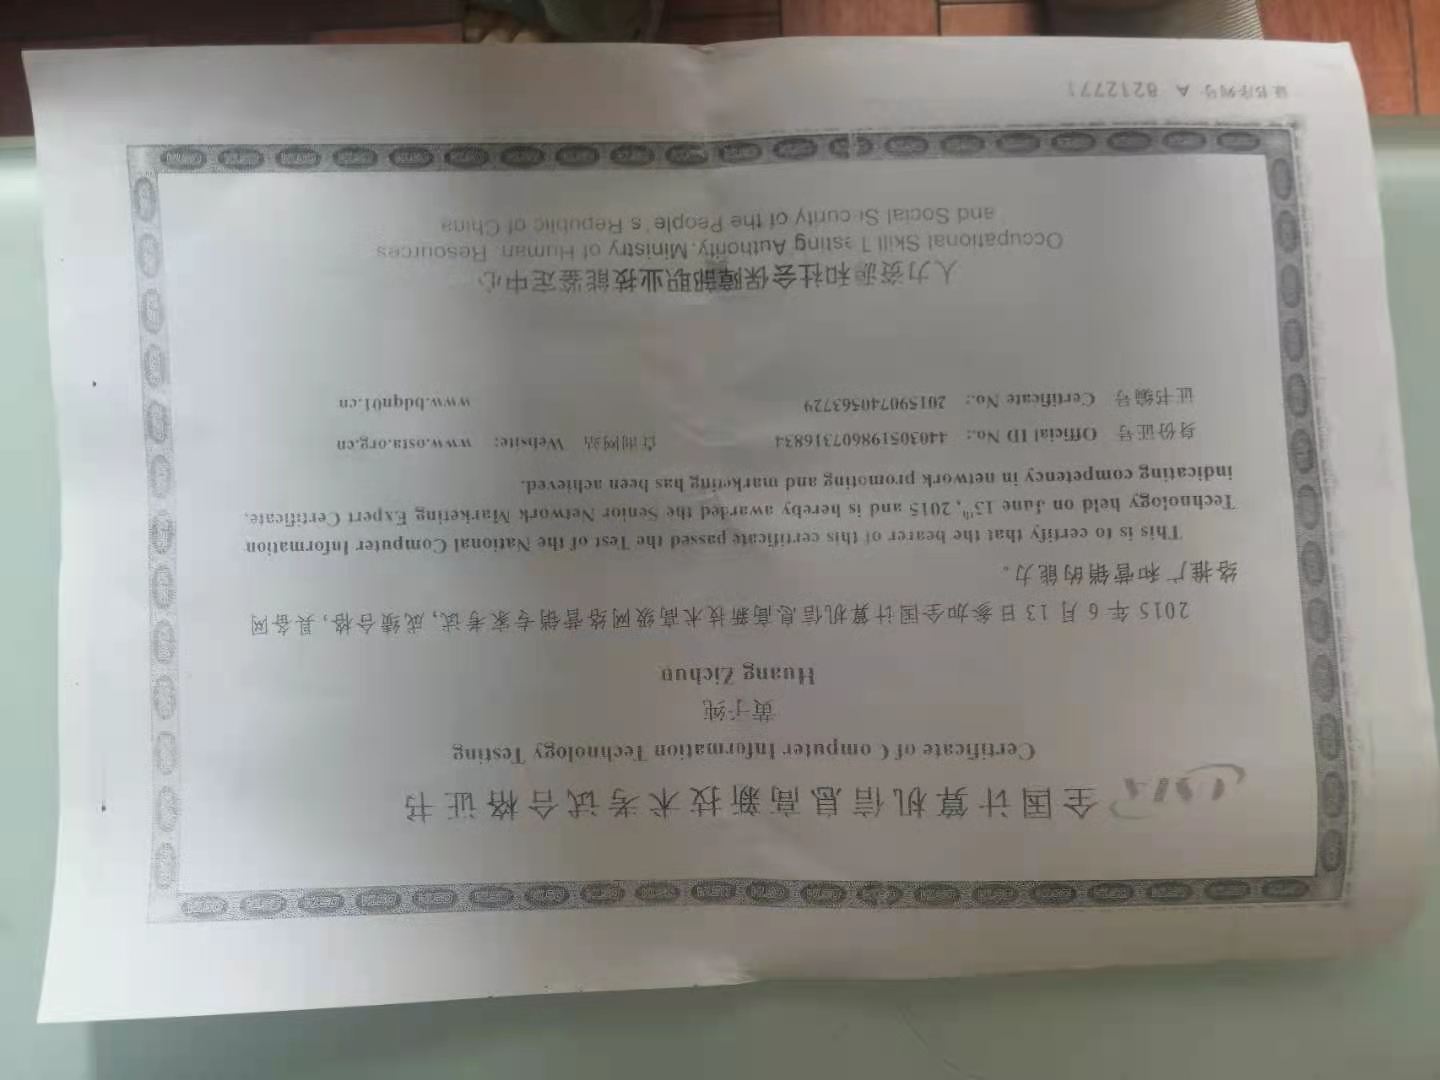 全国计算机信息高新技术考试合格证书
Certificate of Computer Information Technology Testing
黄子纯
Huang Zichun
2015 年 6 月 13 日参加全国计算机信息高新技术高级网络营销专家考试，成绩合格，具备网
络推广和营销的能力。
This is to certify that the bearer of this certificate passed the Test of the National Computer Information
Technology held on June 13th, 2015 and is hereby awarded the Senior Network Marketing Expert Certificate,
indicating competency in network promoting and marketing has been achieved.
身份证号 Official ID No.: 440305198607316834 查询网站 Website: www.osta.org.cn
证书编号 Certificate No.: 201590740563729 www.bdqn01.cn
人力资源和社会保障部职业技能鉴定中心
Occupational Skill Testing Authority, Ministry of Human Resources
and Social Security of the People's Republic of China
证书序列号 A 8212771